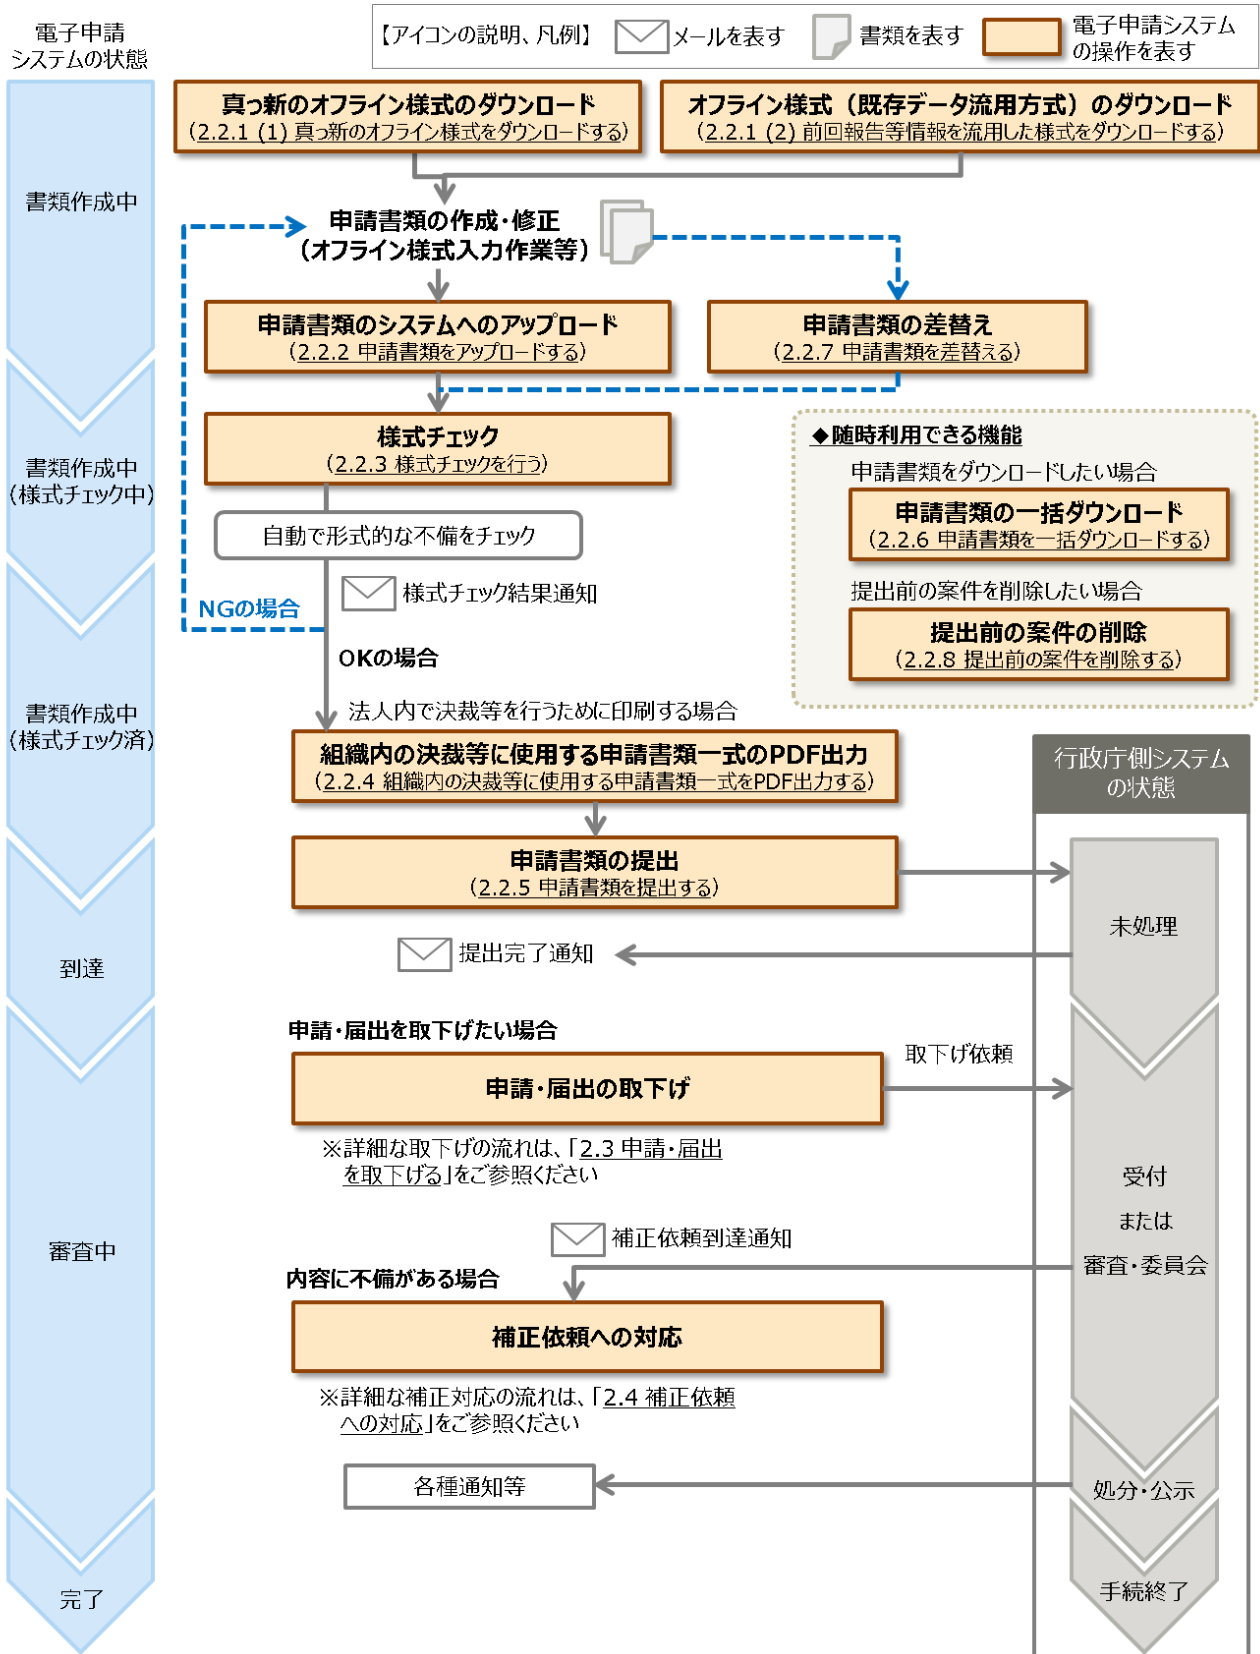 電子申請
システムの状態
【アイコンの説明、凡例】
メールを表す
書類を表す
電子申請システム
の操作を表す
真っ新のオフライン様式のダウンロード
(2.2.1 (1) 真っ新のオフライン様式をダウンロードする)
オフライン様式（既存データ流用方式）のダウンロード
(2.2.1 (2) 前回報告等情報を流用した様式をダウンロードする)
書類作成中
申請書類の作成・修正
(オフライン様式入力作業等)
申請書類のシステムへのアップロード
(2.2.2 申請書類をアップロードする)
申請書類の差替え
(2.2.7 申請書類を差替える)
様式チェック
(2.2.3 様式チェックを行う)
書類作成中
(様式チェック中)
自動で形式的な不備をチェック
様式チェック結果通知
NGの場合
OKの場合
◆随時利用できる機能
申請書類をダウンロードしたい場合
申請書類の一括ダウンロード
(2.2.6 申請書類を一括ダウンロードする)
提出前の案件を削除したい場合
提出前の案件の削除
(2.2.8 提出前の案件を削除する)
書類作成中
(様式チェック済)
法人内で決裁等を行うために印刷する場合
組織内の決裁等に使用する申請書類一式のPDF出力
(2.2.4 組織内の決裁等に使用する申請書類一式をPDF出力する)
行政庁側システム
の状態
申請書類の提出
(2.2.5 申請書類を提出する)
未処理
到達
提出完了通知
申請・届出を取下げたい場合
申請・届出の取下げ
取下げ依頼
※詳細な取下げの流れは、「2.3 申請・届出
を取下げる」をご参照ください
受付
または
審査・委員会
審査中
補正依頼到達通知
内容に不備がある場合
補正依頼への対応
※詳細な補正対応の流れは、「2.4 補正依頼
への対応」をご参照ください
各種通知等
処分・公示
完了
手続終了